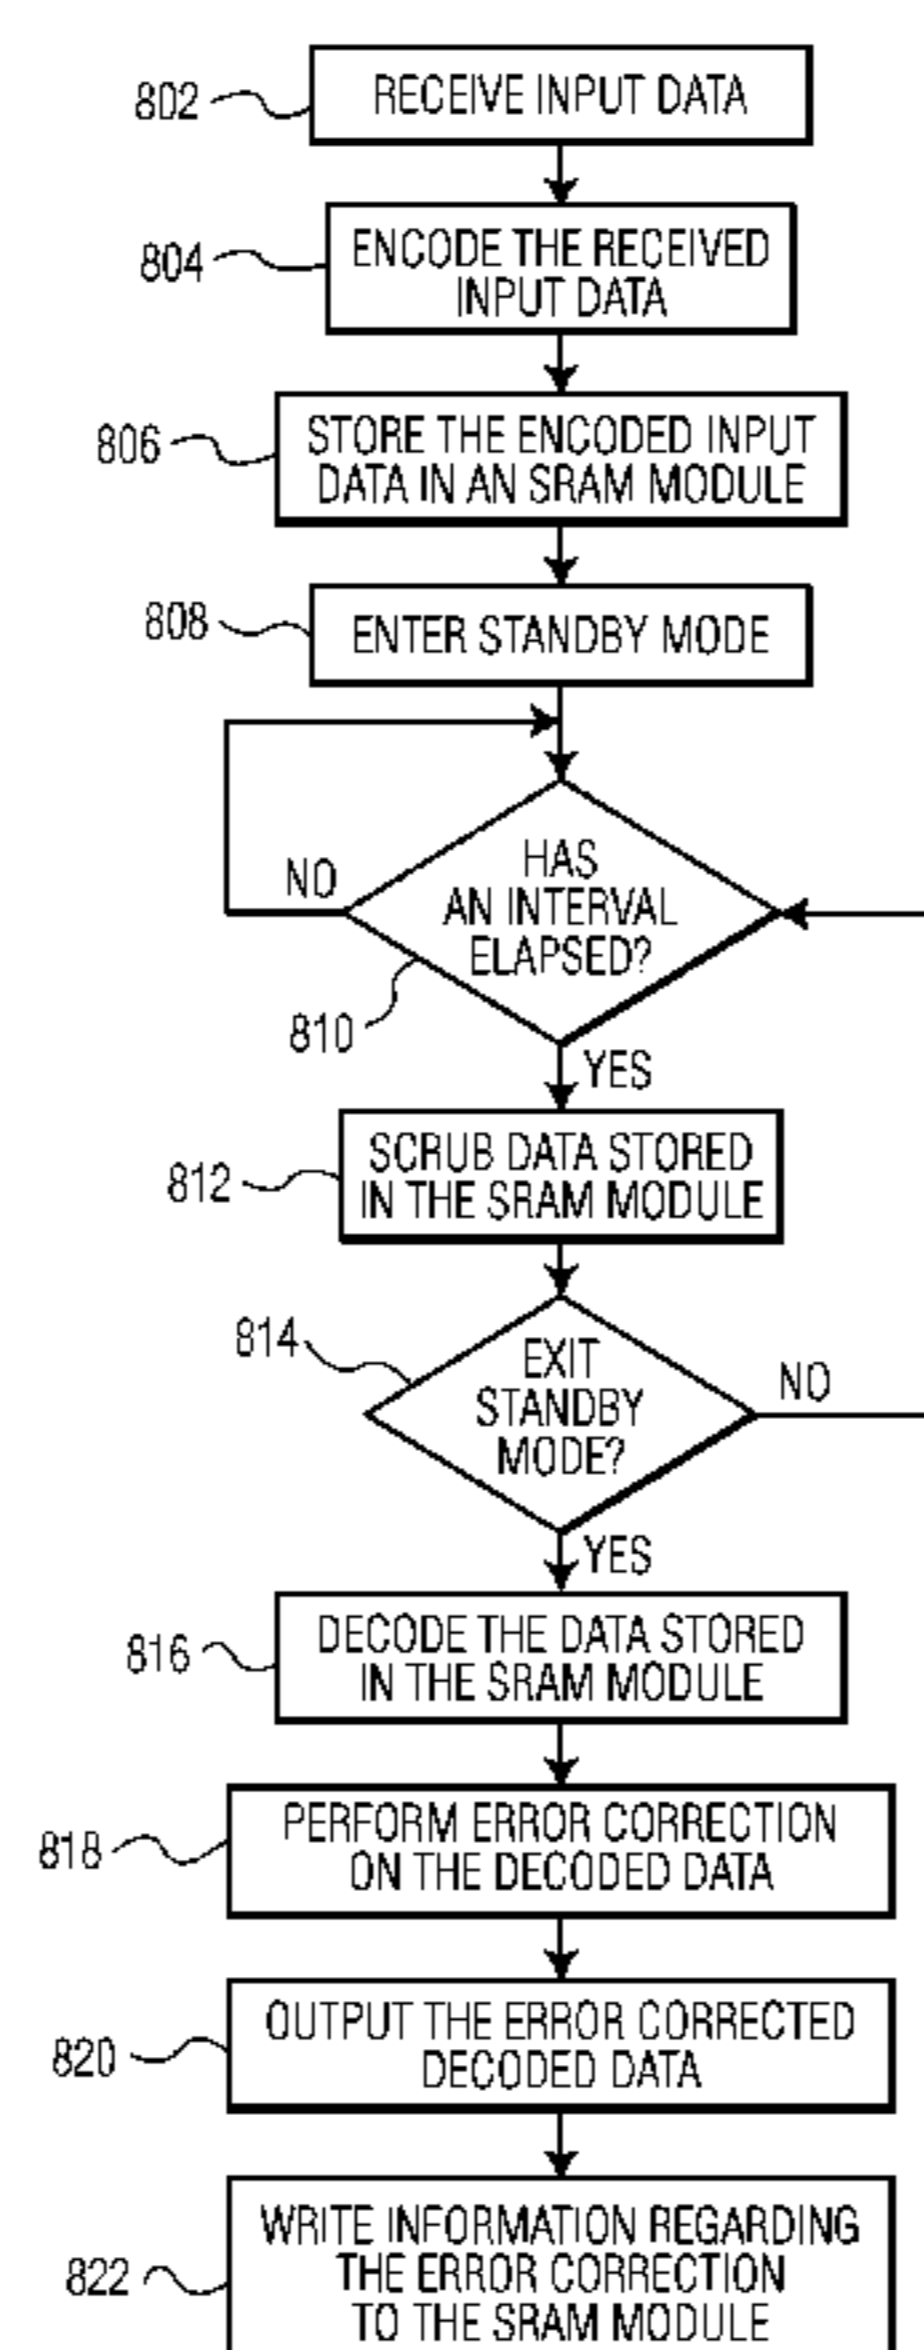 802
RECEIVE INPUT DATA
804
ENCODE THE RECEIVED
INPUT DATA
806
STORE THE ENCODED INPUT
DATA IN AN SRAM MODULE
808
ENTER STANDBY MODE
NO
HAS
AN INTERVAL
ELAPSED?
810
YES
812
SCRUB DATA STORED
IN THE SRAM MODULE
814
EXIT
STANDBY
MODE?
NO
YES
816
DECODE THE DATA STORED
IN THE SRAM MODULE
818
PERFORM ERROR CORRECTION
ON THE DECODED DATA
820
OUTPUT THE ERROR CORRECTED
DECODED DATA
822
WRITE INFORMATION REGARDING
THE ERROR CORRECTION
TO THE SRAM MODULE